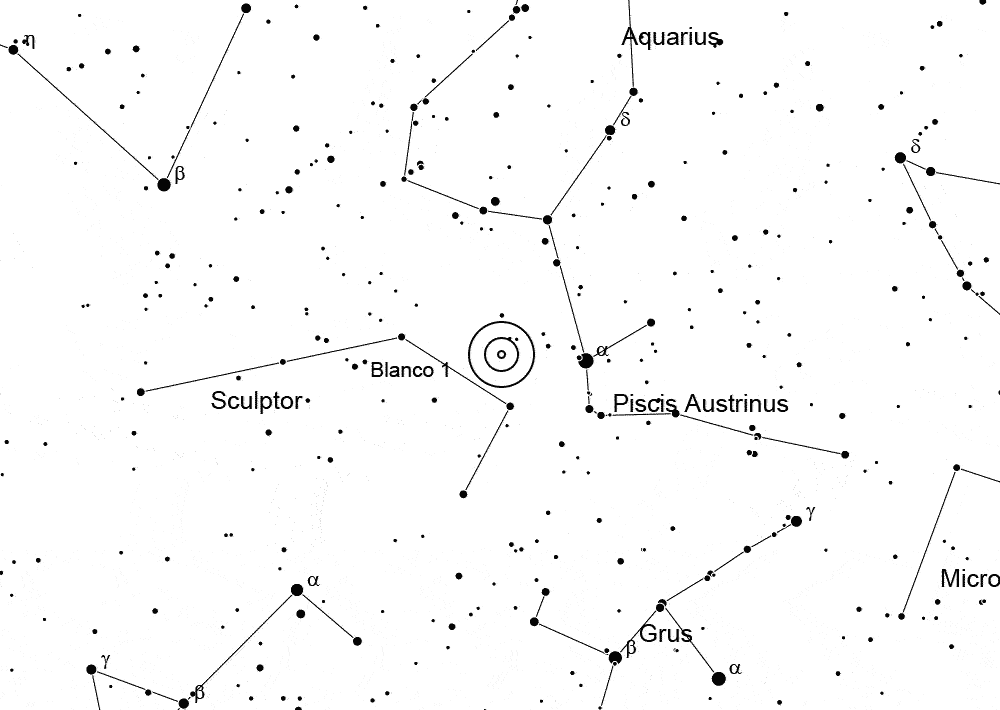 η
Aquarius
δ
δ
β
α
Blanco 1
Sculptor
Piscis Austrinus
γ
α
Micro
Grus
β
γ
α
β